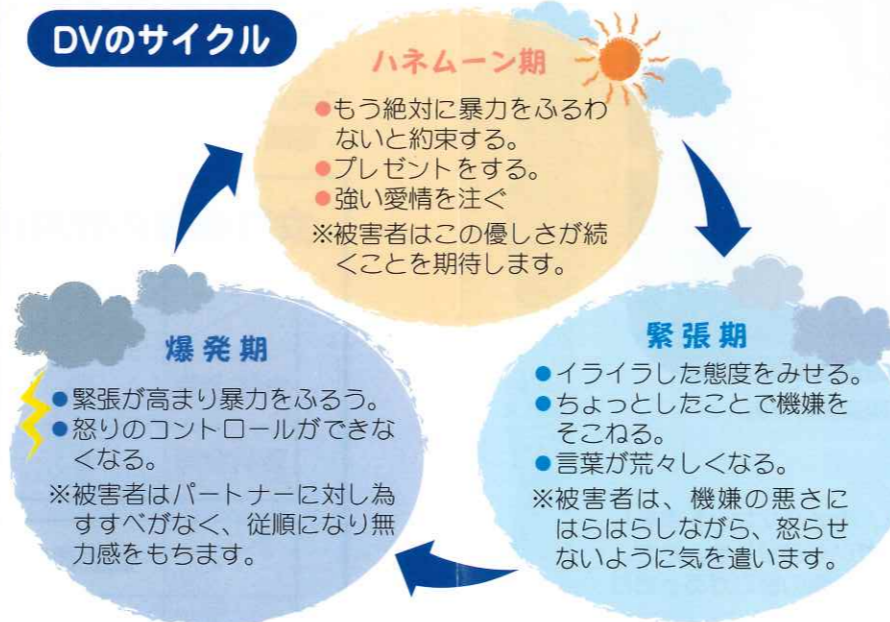 DVのサイクル
ハネムーン期
●もう絶対に暴力をふるわ
ないと約束する。
●プレゼントをする。
●強い愛情を注ぐ
※被害者はこの優しさが続
くことを期待します。
緊張期
●イライラした態度をみせる。
●ちょっとしたことで機嫌を
そこねる。
●言葉が荒々しくなる。
※被害者は、機嫌の悪さに
はらはらしながら、怒らせ
ないように気を遣います。
爆発期
●緊張が高まり暴力をふるう。
●怒りのコントロールができな
くなる。
※被害者はパートナーに対し為
すすべがなく、従順になり無
力感をもちます。